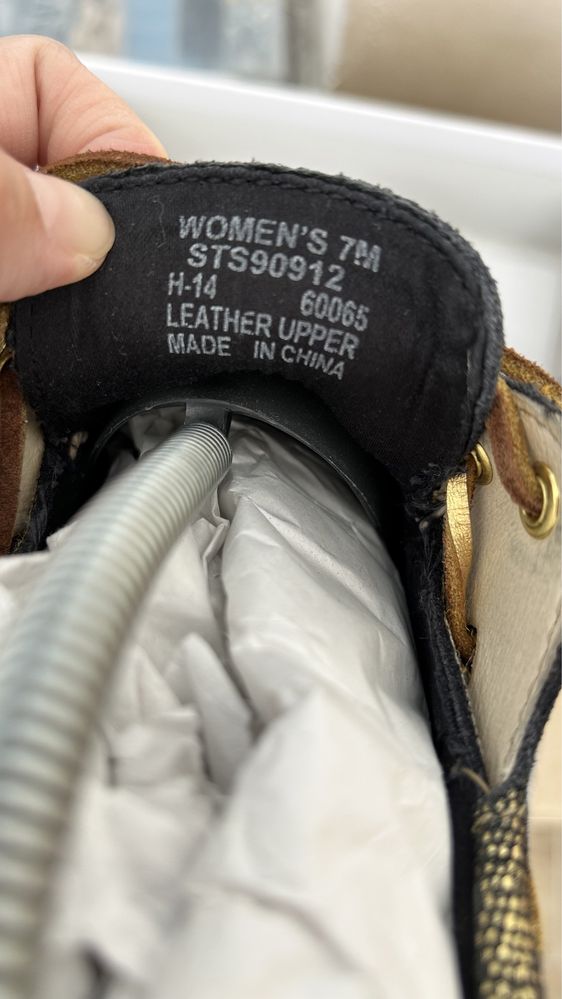 WOMEN'S 7M
STS90912
H-14 60065
LEATHER UPPER
MADE IN CHINA